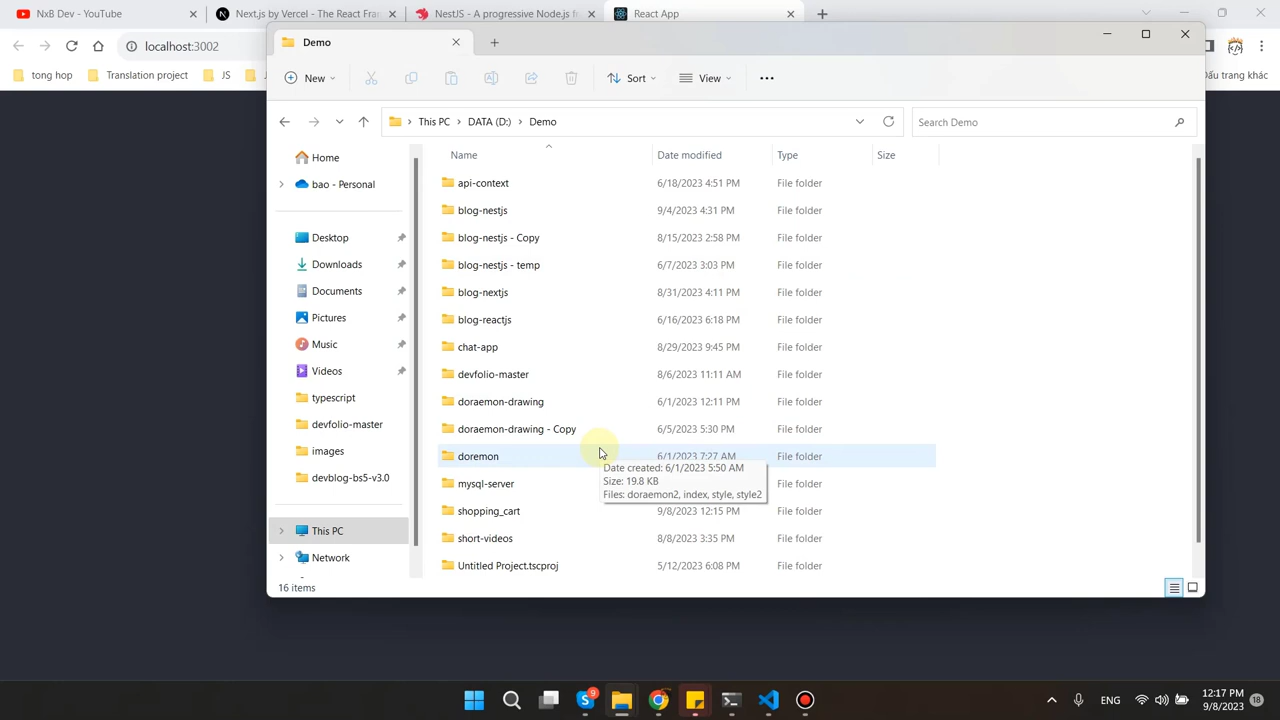 NxB Dev - YouTube
Next.js by Vercel - The React Fran
NestJS - A progressive Node.js f
React App
localhost:3002
tong hop
Translation project
JS
Dấu trang khác
Demo
New
Sort
View
This PC
DATA (D:)
Demo
Search Demo
Home
bao - Personal
Desktop
Downloads
Documents
Pictures
Music
Videos
typescript
devfolio-master
images
devblog-bs5-v3.0
This PC
Network
Name Date modified Type Size
api-context 6/18/2023 4:51 PM File folder
blog-nestjs 9/4/2023 4:31 PM File folder
blog-nestjs - Copy 8/15/2023 2:58 PM File folder
blog-nestjs - temp 6/7/2023 3:03 PM File folder
blog-nextjs 8/31/2023 4:11 PM File folder
blog-reactjs 6/16/2023 6:18 PM File folder
chat-app 8/29/2023 9:45 PM File folder
devfolio-master 8/6/2023 11:11 AM File folder
doraemon-drawing 6/1/2023 12:11 PM File folder
doraemon-drawing - Copy 6/5/2023 5:30 PM File folder
doremon 6/1/2023 7:27 AM File folder
Date created: 6/1/2023 5:50 AM
Size: 19.8 KB
Files: doraemon2, index, style, style2
mysql-server File folder
shopping_cart 9/8/2023 12:15 PM File folder
short-videos 8/8/2023 3:35 PM File folder
Untitled Project.tscproj 5/12/2023 6:08 PM File folder
16 items
9
ENG
12:17 PM
9/8/2023
18